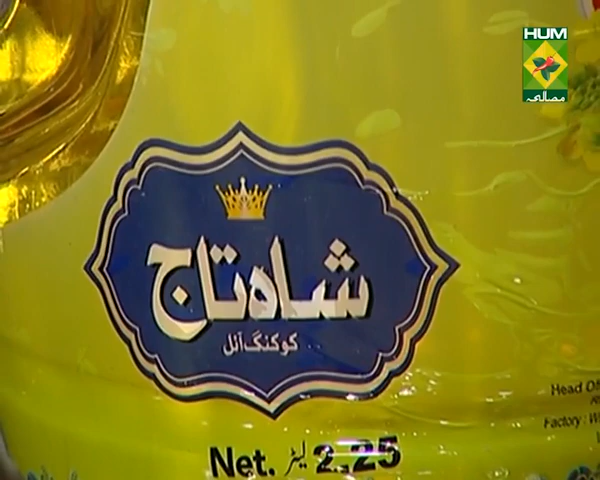 HUM
مصالحہ
شاہ تاج
کوکنگ آئل
Head Of
Factory : W
Net. 2.25 لیٹر